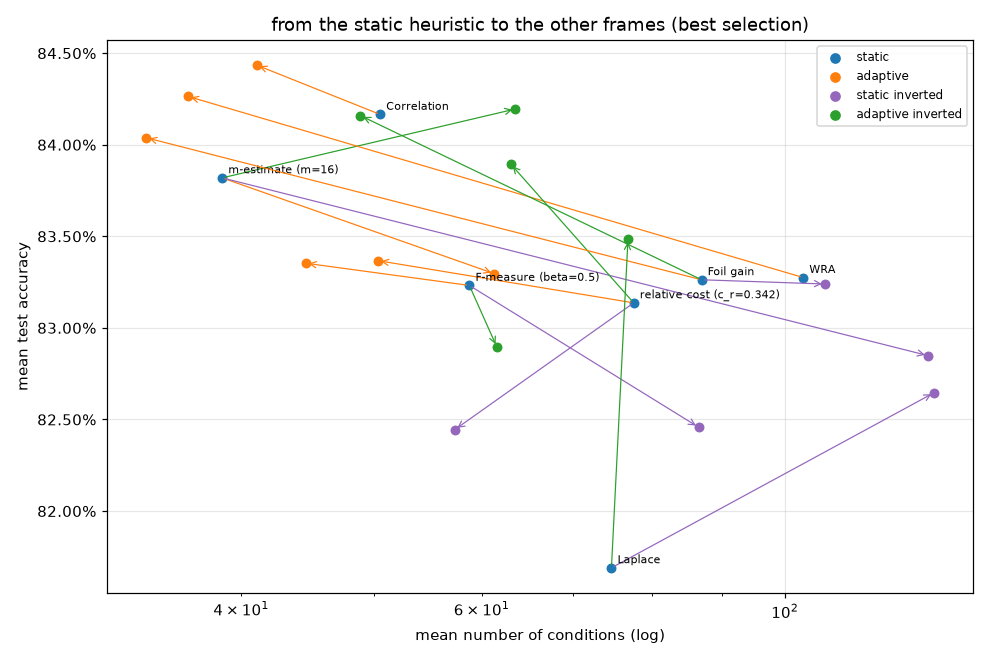 from the static heuristic to the other frames (best selection)
84.50%
84.00%
83.50%
83.00%
82.50%
82.00%
mean test accuracy
static
adaptive
static inverted
adaptive inverted
Correlation
m-estimate (m=16)
F-measure (beta=0.5)
Foil gain
WRA
relative cost (c_r=0.342)
Laplace
4 × 10¹
6 × 10¹
10²
mean number of conditions (log)